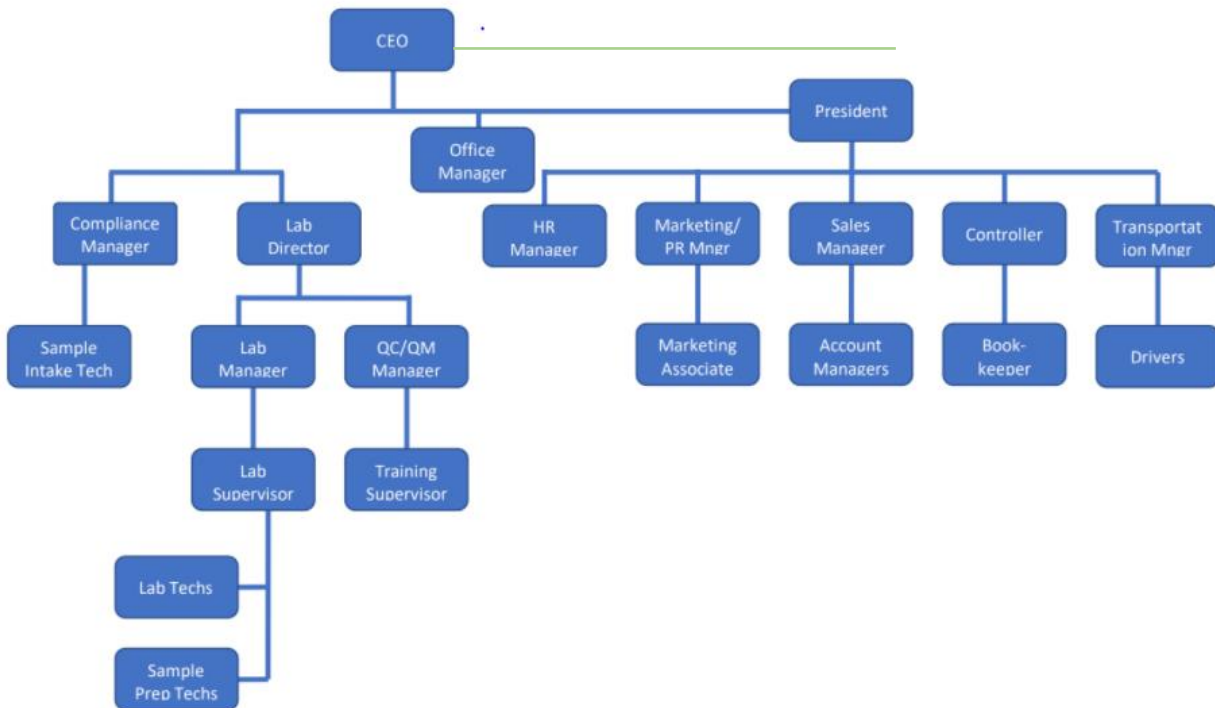 CEO
President
Office
Manager
Compliance
Manager
Lab
Director
HR
Manager
Marketing/
PR Mngr
Sales
Manager
Controller
Transportat
ion Mngr
Sample
Intake Tech
Lab
Manager
QC/QM
Manager
Marketing
Associate
Account
Managers
Book-
keeper
Drivers
Lab
Supervisor
Training
Supervisor
Lab Techs
Sample
Prep Techs